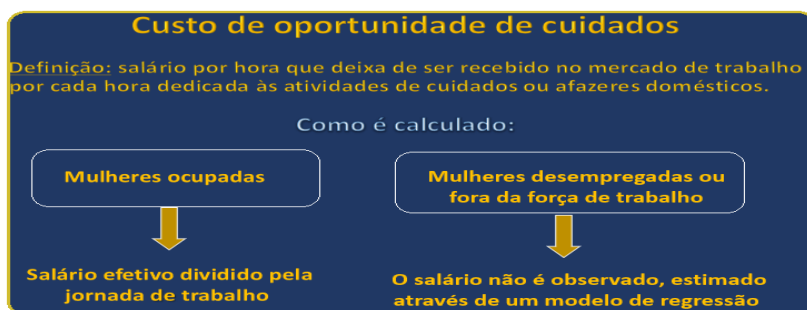 Custo de oportunidade de cuidados
Definição: salário por hora que deixa de ser recebido no mercado de trabalho
por cada hora dedicada às atividades de cuidados ou afazeres domésticos.
Como é calculado:
Mulheres ocupadas
Salário efetivo dividido pela
jornada de trabalho
Mulheres desempregadas ou
fora da força de trabalho
O salário não é observado, estimado
através de um modelo de regressão